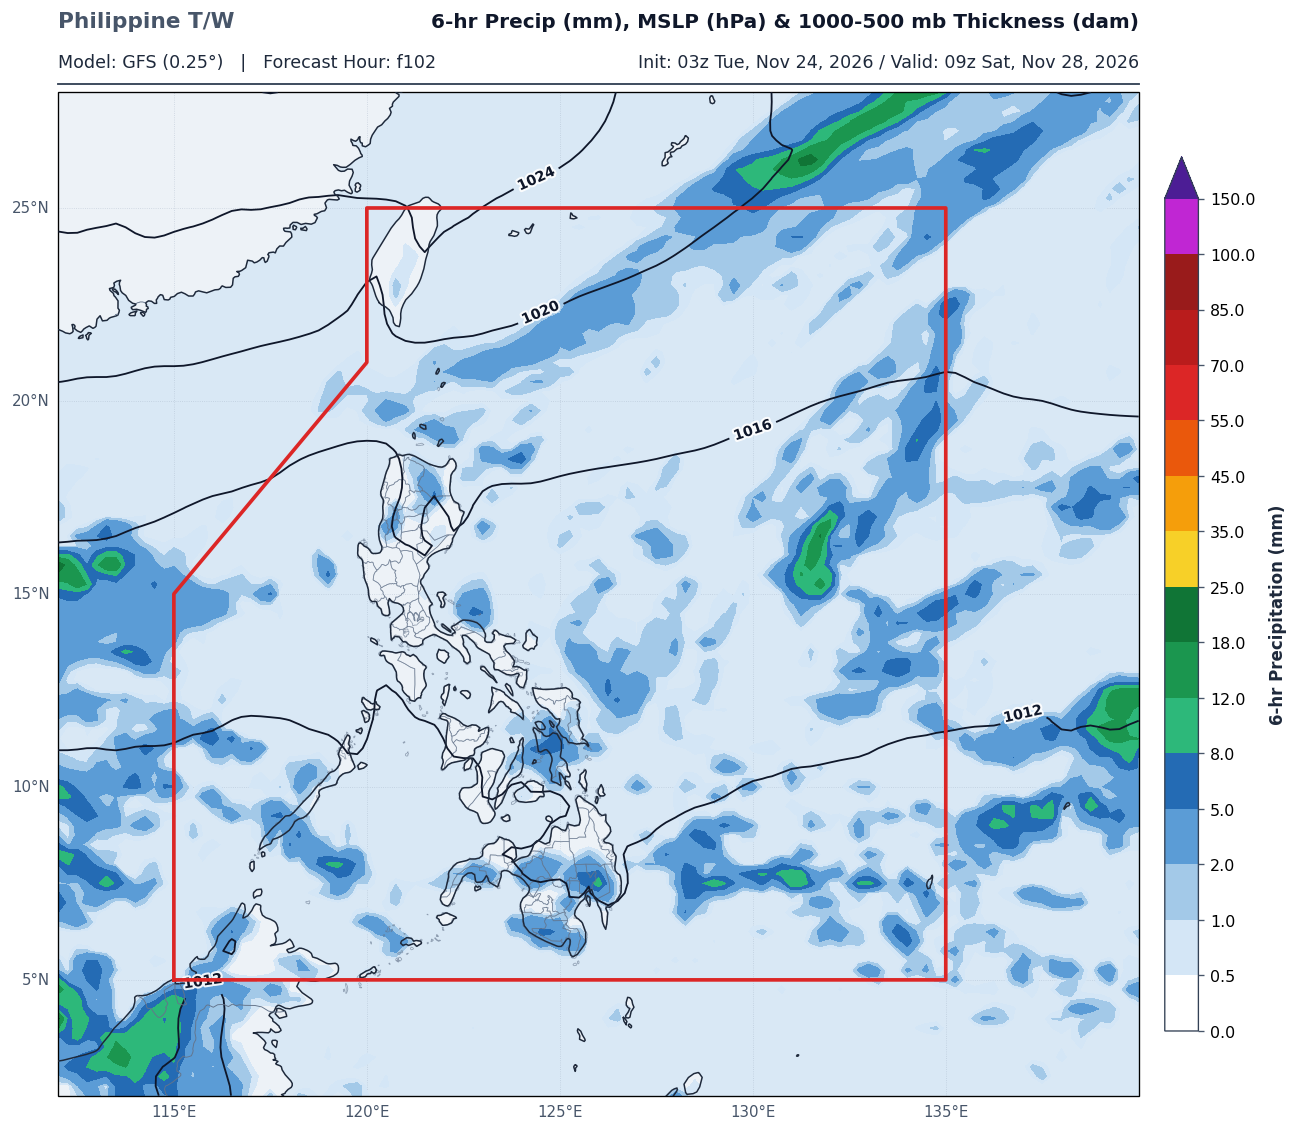 Philippine T/W
6-hr Precip (mm), MSLP (hPa) & 1000-500 mb Thickness (dam)
Model: GFS (0.25°) | Forecast Hour: f102
Init: 03z Tue, Nov 24, 2026 / Valid: 09z Sat, Nov 28, 2026
1024
1020
1016
1012
1012
25°N
20°N
15°N
10°N
5°N
115°E
120°E
125°E
130°E
135°E
150.0
100.0
85.0
70.0
55.0
45.0
35.0
25.0
18.0
12.0
8.0
5.0
2.0
1.0
0.5
0.0
6-hr Precipitation (mm)